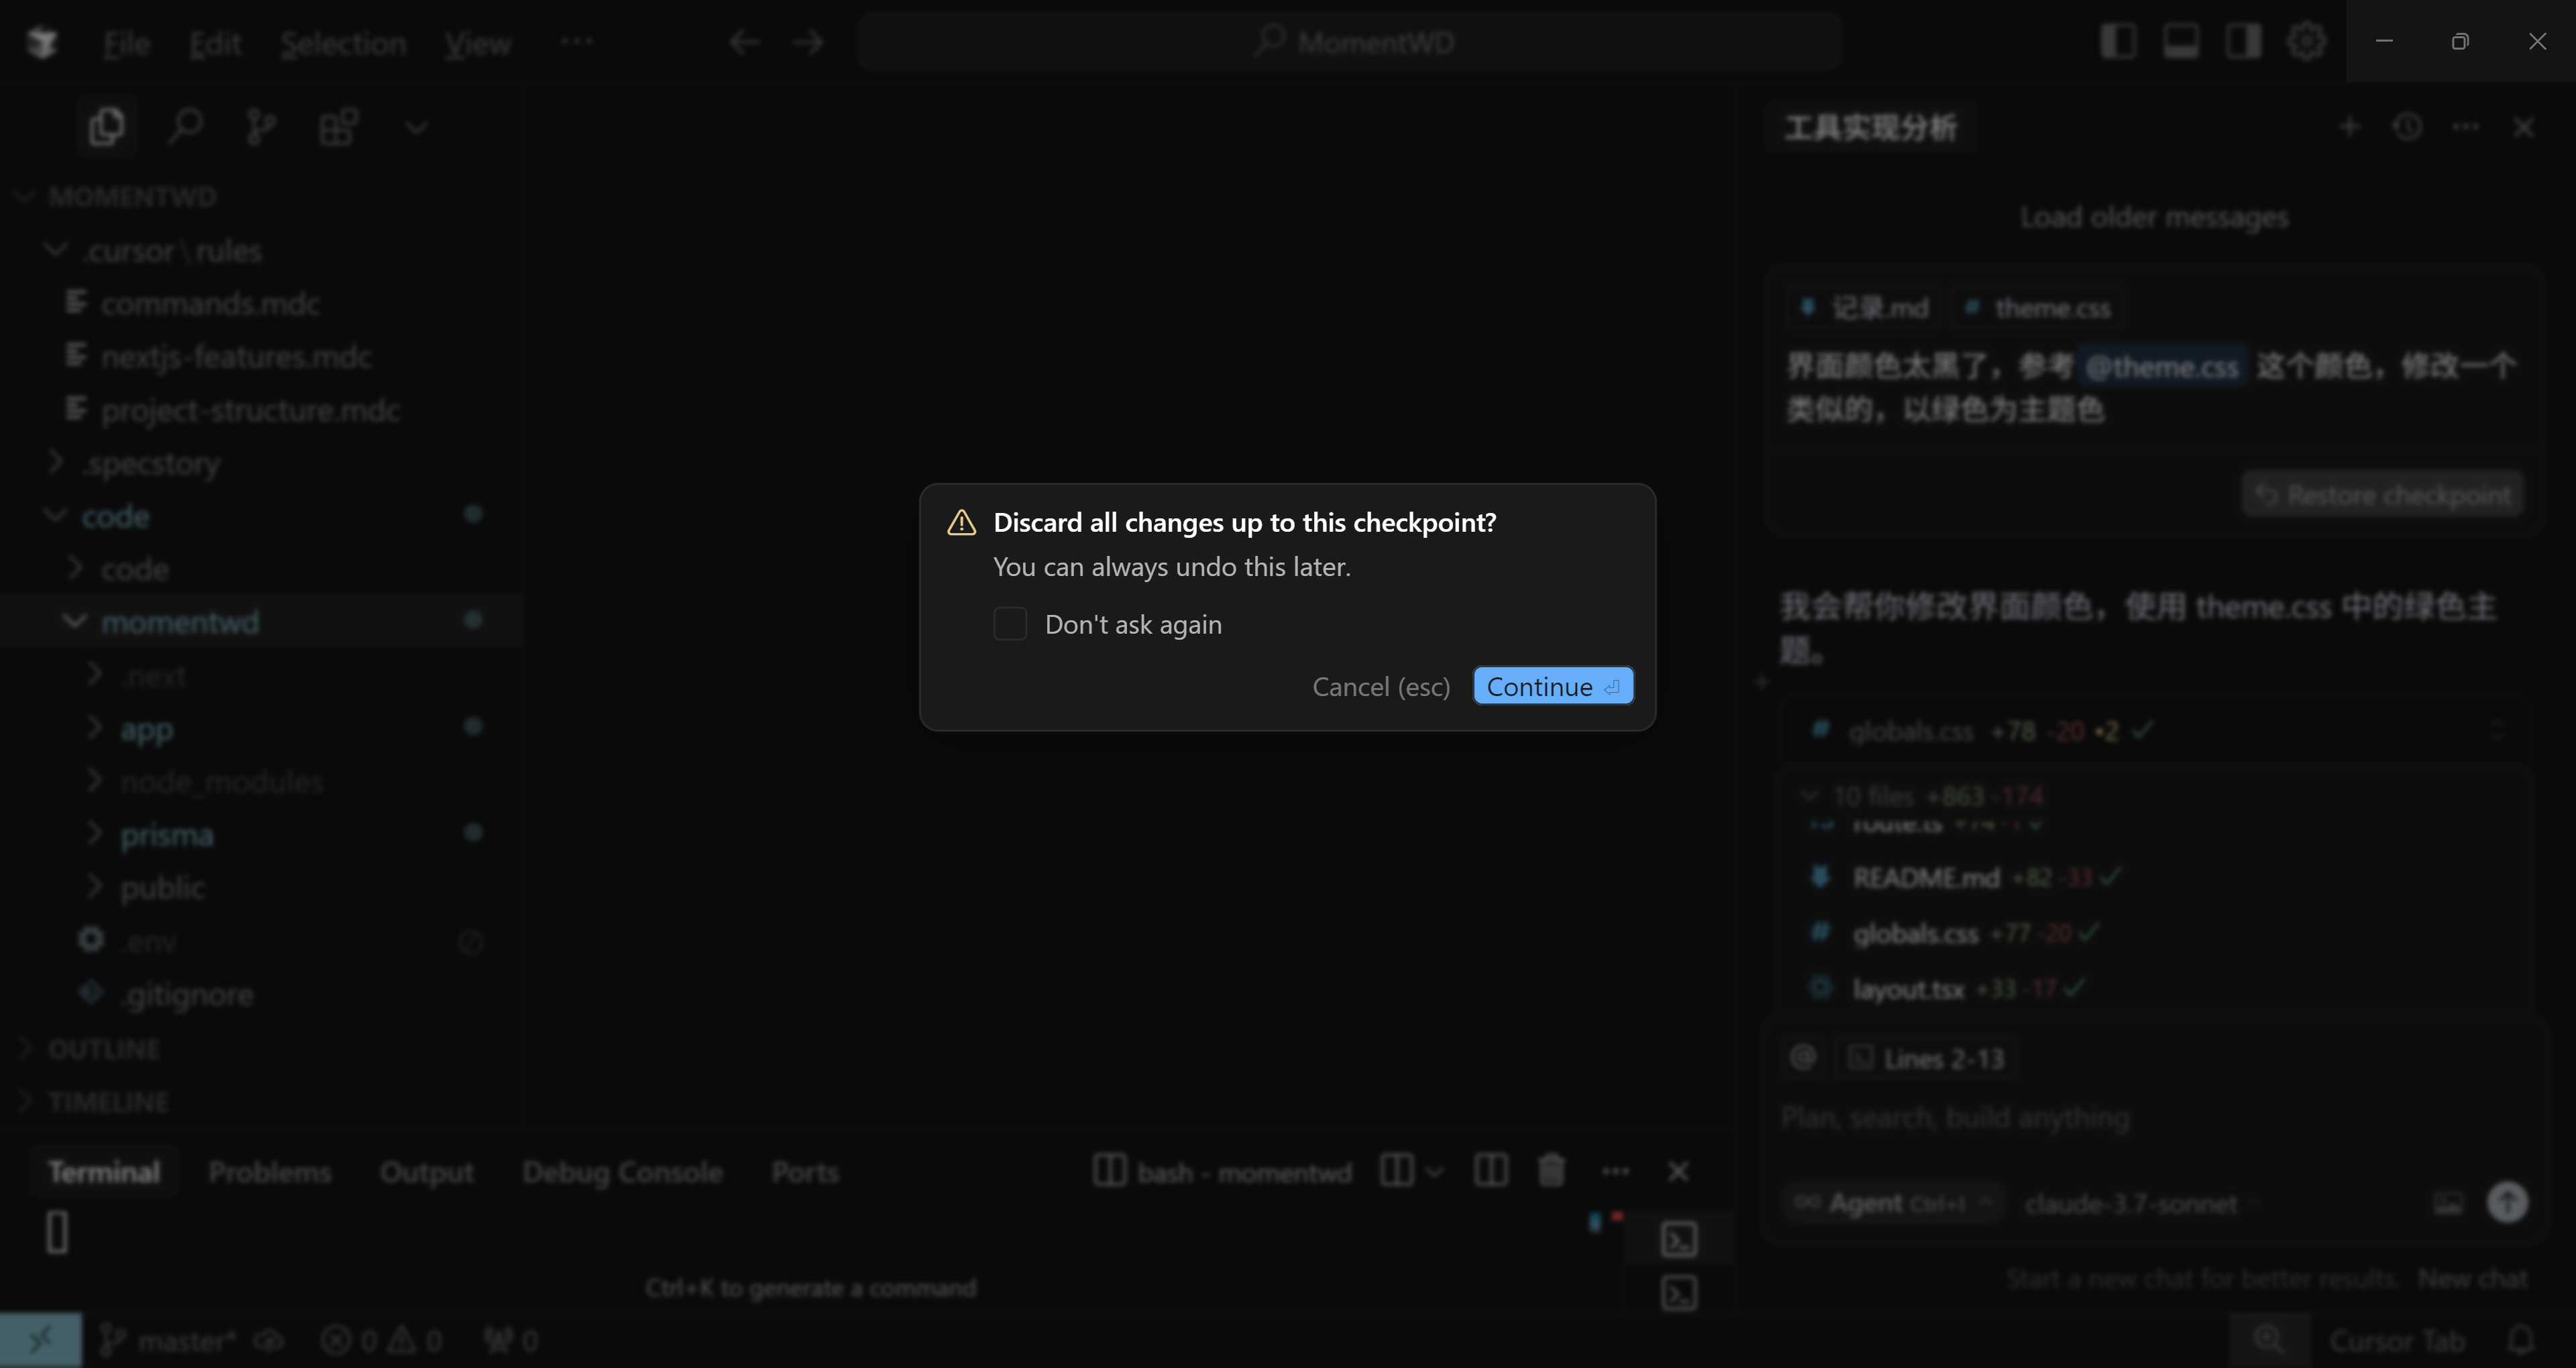 File Edit Selection View ···
MomentWD
MOMENTWD
.cursor \ rules
commands.mdc
nextjs-features.mdc
project-structure.mdc
.specstory
code
code
momentwd
.next
app
node_modules
prisma
public
.env
.gitignore
OUTLINE
TIMELINE
Discard all changes up to this checkpoint?
You can always undo this later.
Don't ask again
Cancel (esc) Continue
工具实现分析
Load older messages
记录.md # theme.css
界面颜色太黑了，参考 @theme.css 这个颜色，修改一个
类似的，以绿色为主题色
Restore checkpoint
我会帮你修改界面颜色，使用 theme.css 中的绿色主
题。
# globals.css +78 -20 •2
10 files +863 -174
route.ts
README.md +82 -33
# globals.css +77 -20
layout.tsx +33 -17
@ Lines 2-13
Plan, search, build anything
Agent Ctrl+I claude-3.7-sonnet
Start a new chat for better results. New chat
Terminal Problems Output Debug Console Ports
bash - momentwd
Ctrl+K to generate a command
master* 0 0 0
Cursor Tab